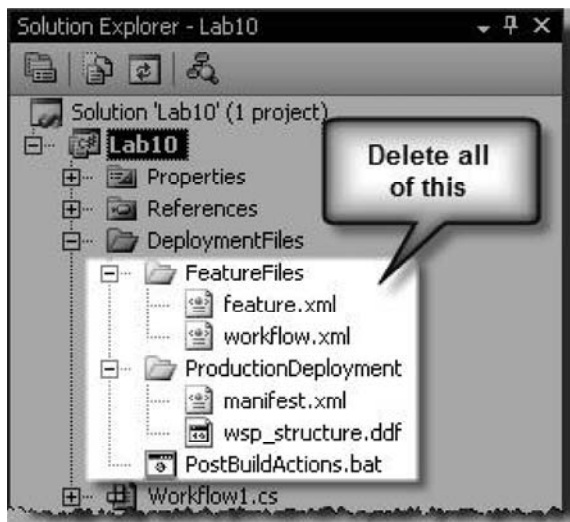 Solution Explorer - Lab10
Solution 'Lab10' (1 project)
Lab10
Properties
References
DeploymentFiles
FeatureFiles
feature.xml
workflow.xml
ProductionDeployment
manifest.xml
wsp_structure.ddf
PostBuildActions.bat
Workflow1.cs
Delete all
of this